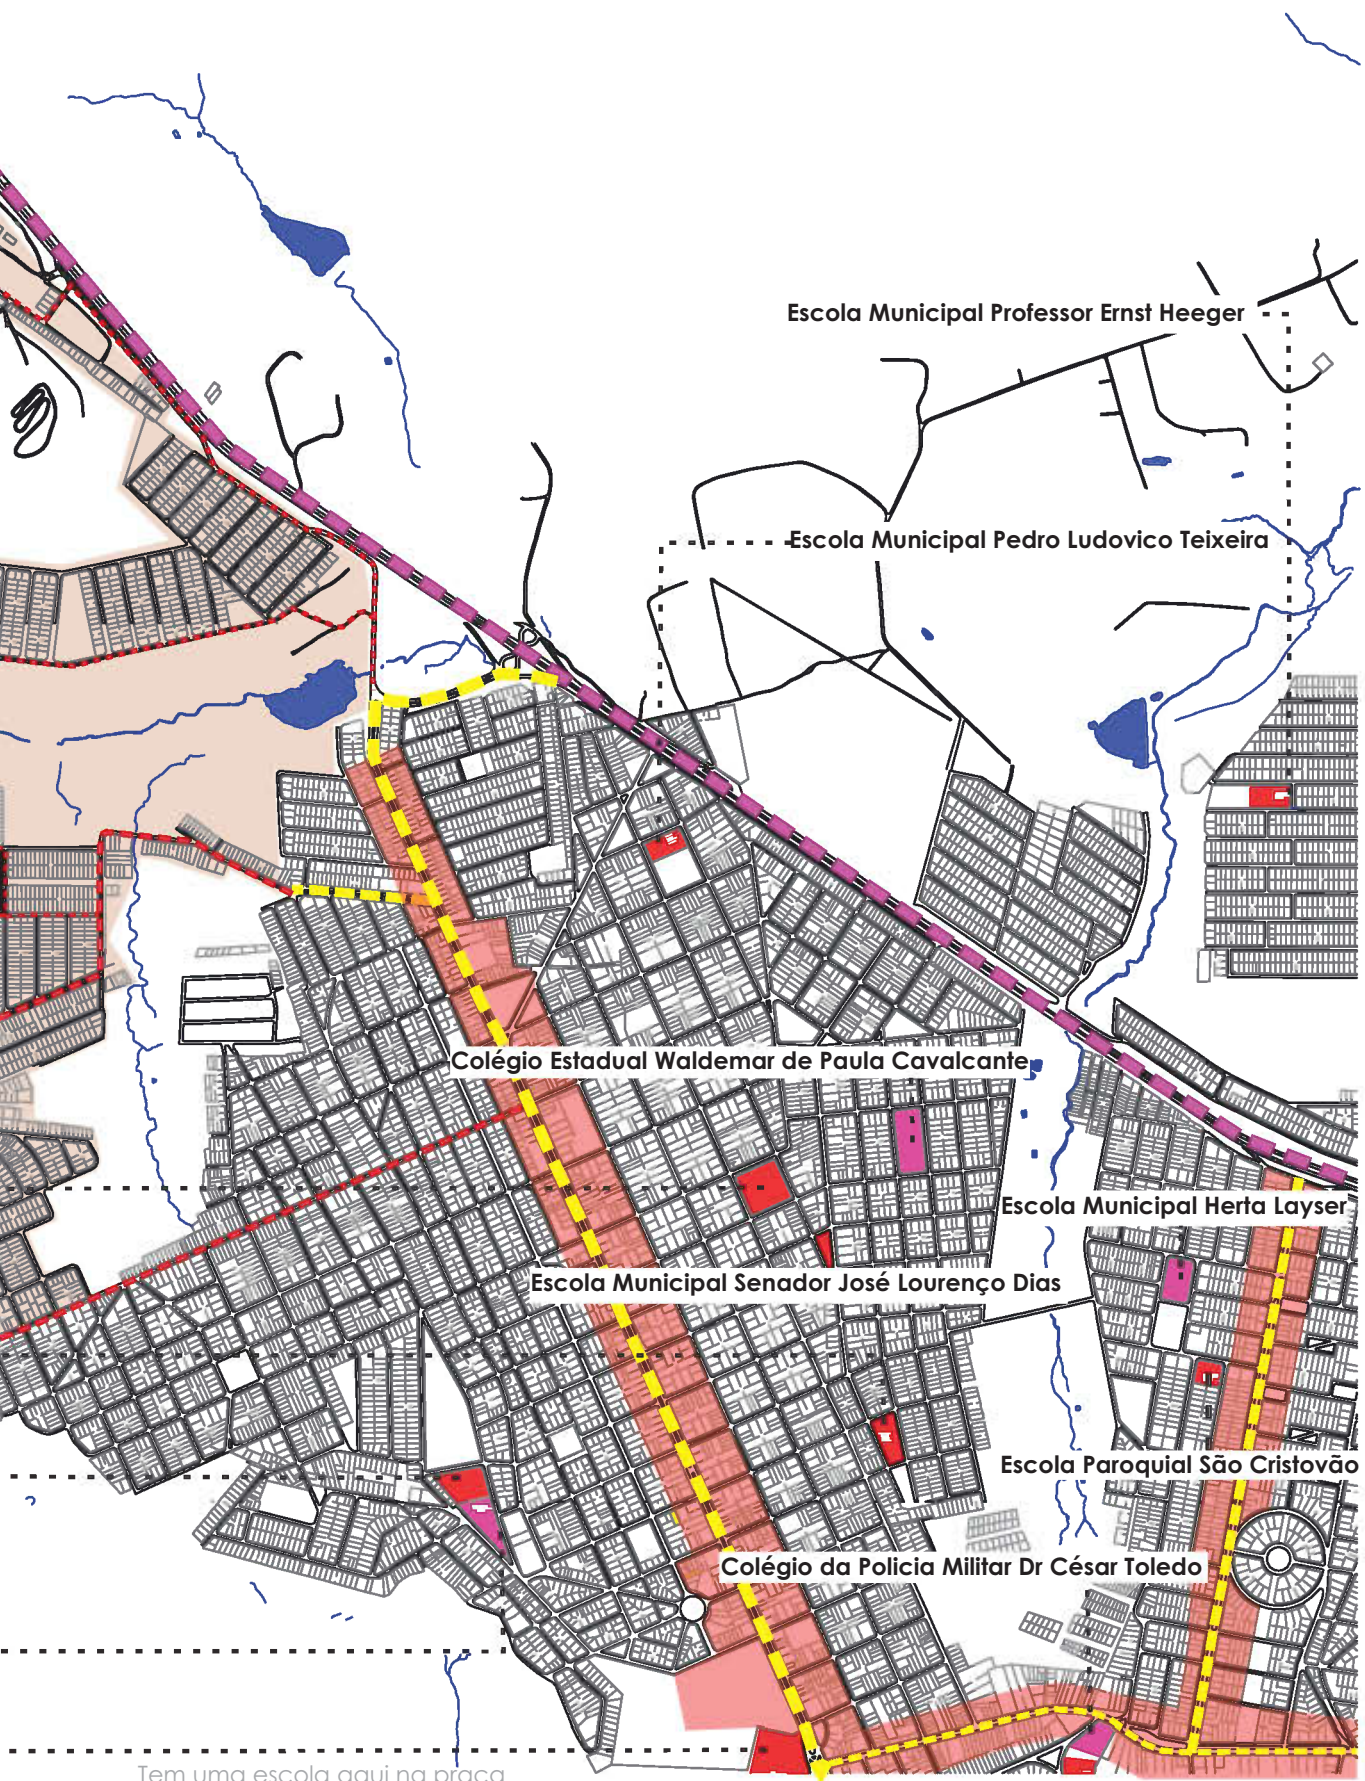 Escola Municipal Professor Ernst Heeger
Escola Municipal Pedro Ludovico Teixeira
Colégio Estadual Waldemar de Paula Cavalcante
Escola Municipal Herta Layser
Escola Municipal Senador José Lourenço Dias
Escola Paroquial São Cristovão
Colégio da Policia Militar Dr César Toledo
Tem uma escola aqui na praça